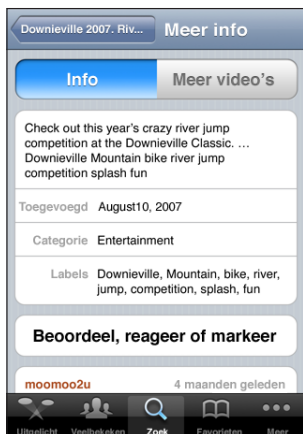 Downieville 2007. Riv...
Meer info
Info
Meer video's
Check out this year's crazy river jump
competition at the Downieville Classic. ...
Downieville Mountain bike river jump
competition splash fun
Toegevoegd August10, 2007
Categorie Entertainment
Labels Downieville, Mountain, bike, river,
jump, competition, splash, fun
Beoordeel, reageer of markeer
moomoo2u 4 maanden geleden
Uitgelicht Veelbekeken Zoek Favorieten Meer